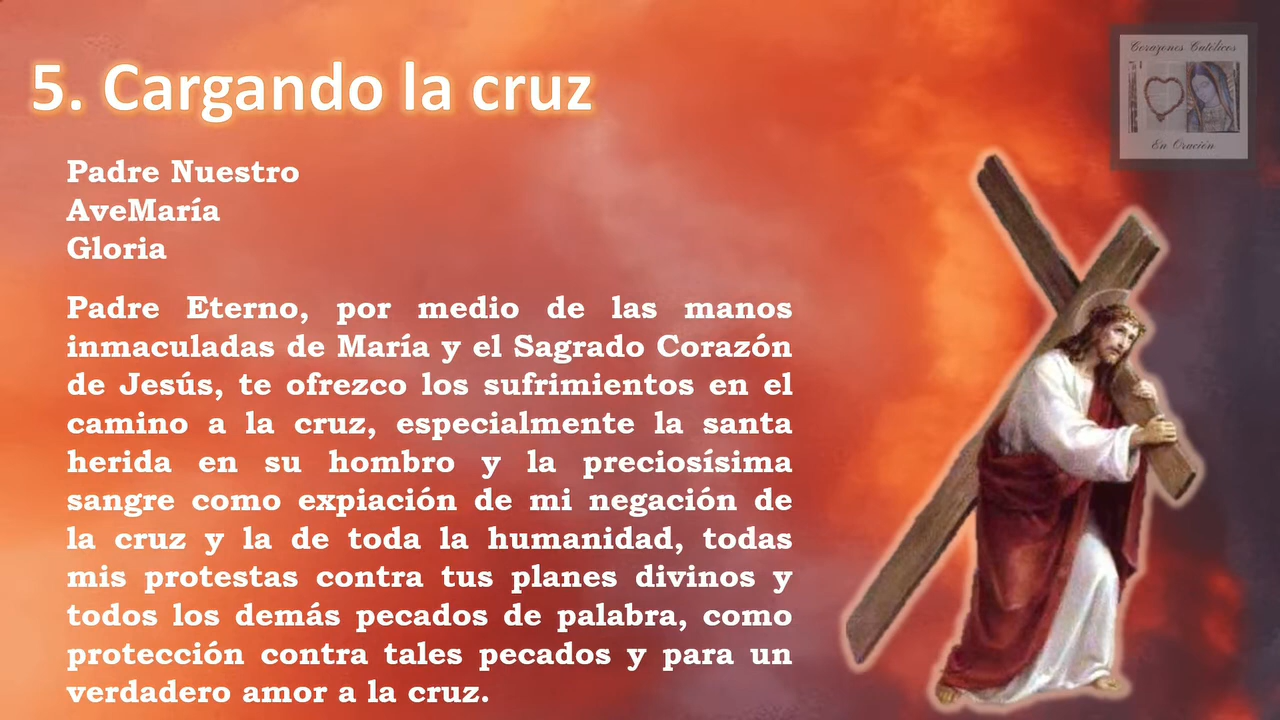 5. Cargando la cruz
Corazones Católicos
En Oración
Padre Nuestro
AveMaría
Gloria
Padre Eterno, por medio de las manos
inmaculadas de María y el Sagrado Corazón
de Jesús, te ofrezco los sufrimientos en el
camino a la cruz, especialmente la santa
herida en su hombro y la preciosísima
sangre como expiación de mi negación de
la cruz y la de toda la humanidad, todas
mis protestas contra tus planes divinos y
todos los demás pecados de palabra, como
protección contra tales pecados y para un
verdadero amor a la cruz.